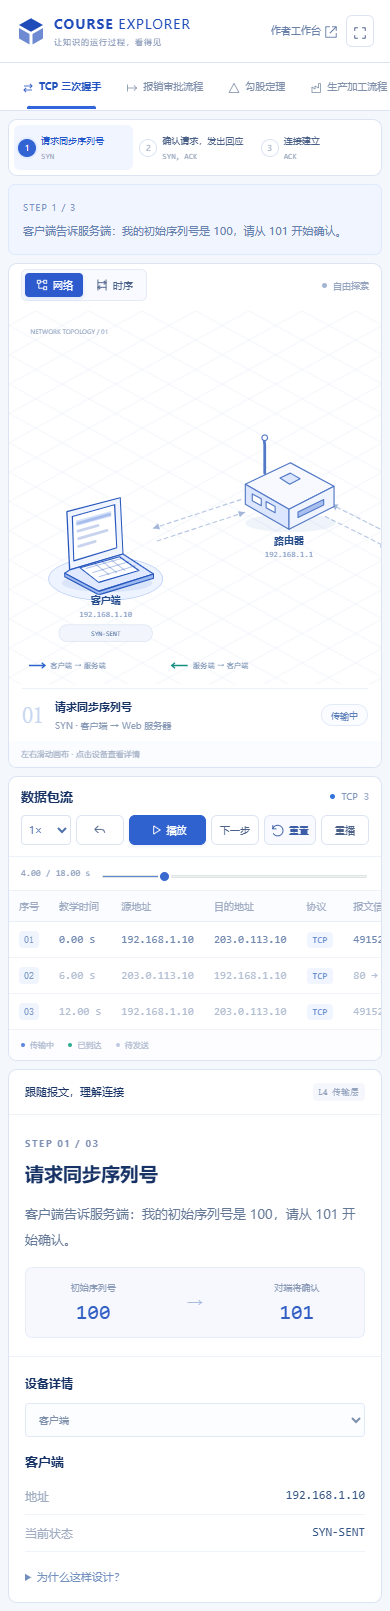 COURSE EXPLORER
让知识的运行过程，看得见
作者工作台
TCP 三次握手
报销审批流程
勾股定理
生产加工流程
1 请求同步序列号
SYN
2 确认请求，发出回应
SYN, ACK
3 连接建立
ACK
STEP 1 / 3
客户端告诉服务端：我的初始序列号是 100，请从 101 开始确认。
网络
时序
自由探索
NETWORK TOPOLOGY / 01
路由器
192.168.1.1
客户端
192.168.1.10
SYN-SENT
客户端 → 服务端
服务端 → 客户端
01
请求同步序列号
SYN · 客户端 → Web 服务器
传输中
左右滑动画布 · 点击设备查看详情
数据包流
TCP 3
1×
播放
下一步
重置
重播
4.00 / 18.00 s
序号 教学时间 源地址 目的地址 协议 报文信
01 0.00 s 192.168.1.10 203.0.113.10 TCP 49152
02 6.00 s 203.0.113.10 192.168.1.10 TCP 80 →
03 12.00 s 192.168.1.10 203.0.113.10 TCP 49152
传输中 已到达 待发送
跟随报文，理解连接
L4 传输层
STEP 01 / 03
请求同步序列号
客户端告诉服务端：我的初始序列号是 100，请从 101 开
始确认。
初始序列号
100
→
对端将确认
101
设备详情
客户端
客户端
地址 192.168.1.10
当前状态 SYN-SENT
为什么这样设计？